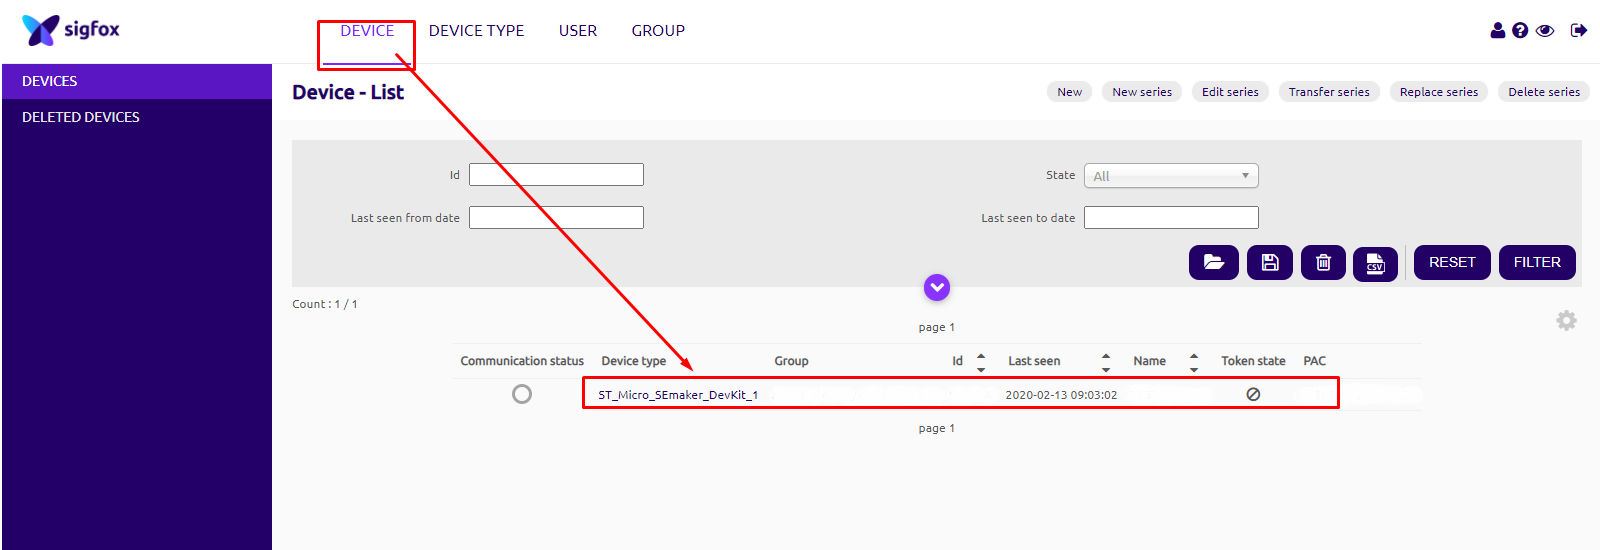 sigfox
DEVICE DEVICE TYPE USER GROUP
DEVICES
DELETED DEVICES
Device - List
New New series Edit series Transfer series Replace series Delete series
Id State All
Last seen from date Last seen to date
CSV RESET FILTER
Count : 1 / 1
page 1
Communication status Device type Group Id Last seen Name Token state PAC
ST_Micro_SEmaker_DevKit_1 2020-02-13 09:03:02
page 1